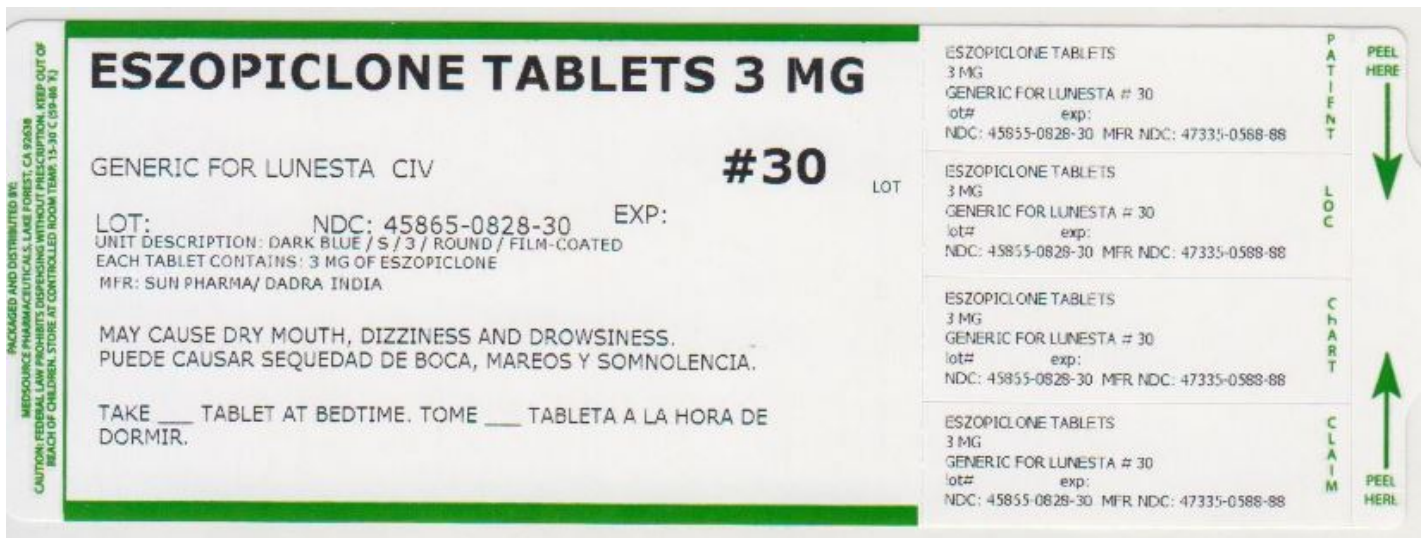 PACKAGED AND DISTRIBUTED BY:
MEDSOURCE PHARMACEUTICALS, LAKE FOREST, CA 92630
CAUTION: FEDERAL LAW PROHIBITS DISPENSING WITHOUT PRESCRIPTION. KEEP OUT OF
REACH OF CHILDREN. STORE AT CONTROLLED ROOM TEMP. 15-30°C (59-86°F.)
ESZOPICLONE TABLETS 3 MG
GENERIC FOR LUNESTA CIV
#30
LOT
LOT: NDC: 45865-0828-30 EXP:
UNIT DESCRIPTION: DARK BLUE / S / 3 / ROUND / FILM-COATED
EACH TABLET CONTAINS: 3 MG OF ESZOPICLONE
MFR: SUN PHARMA/ DADRA INDIA
MAY CAUSE DRY MOUTH, DIZZINESS AND DROWSINESS.
PUEDE CAUSAR SEQUEDAD DE BOCA, MAREOS Y SOMNOLENCIA.
TAKE ___ TABLET AT BEDTIME. TOME ___ TABLETA A LA HORA DE
DORMIR.
ESZOPICLONE TABLETS
3 MG
GENERIC FOR LUNESTA # 30
lot# exp:
NDC: 45865-0828-30 MFR NDC: 47335-0588-88
PATIENT
ESZOPICLONE TABLETS
3 MG
GENERIC FOR LUNESTA # 30
lot# exp:
NDC: 45865-0828-30 MFR NDC: 47335-0588-88
LOC
ESZOPICLONE TABLETS
3 MG
GENERIC FOR LUNESTA # 30
lot# exp:
NDC: 45865-0828-30 MFR NDC: 47335-0588-88
ChART
ESZOPICLONE TABLETS
3 MG
GENERIC FOR LUNESTA # 30
lot# exp:
NDC: 45865-0828-30 MFR NDC: 47335-0588-88
CLAIM
PEEL
HERE
PEEL
HERE